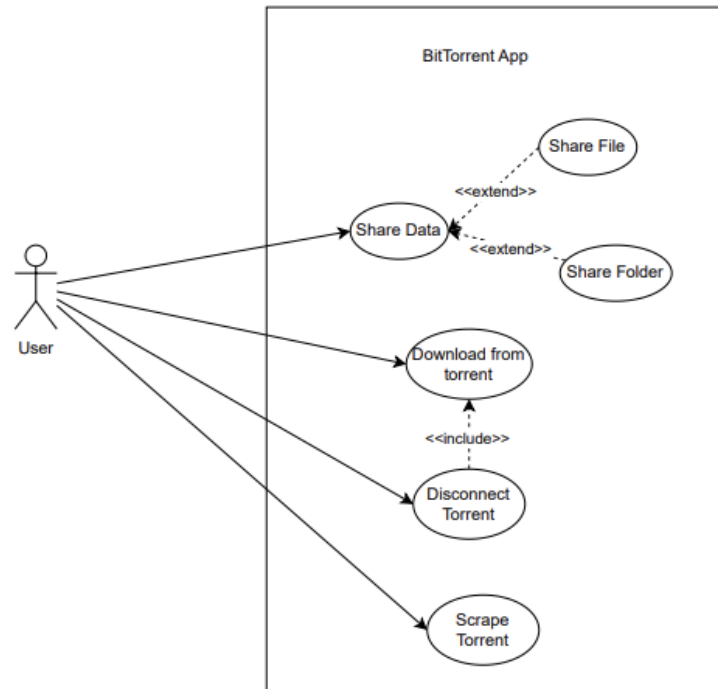 BitTorrent App
Share File
<<extend>>
Share Data
<<extend>>
Share Folder
User
Download from
torrent
<<include>>
Disconnect
Torrent
Scrape
Torrent